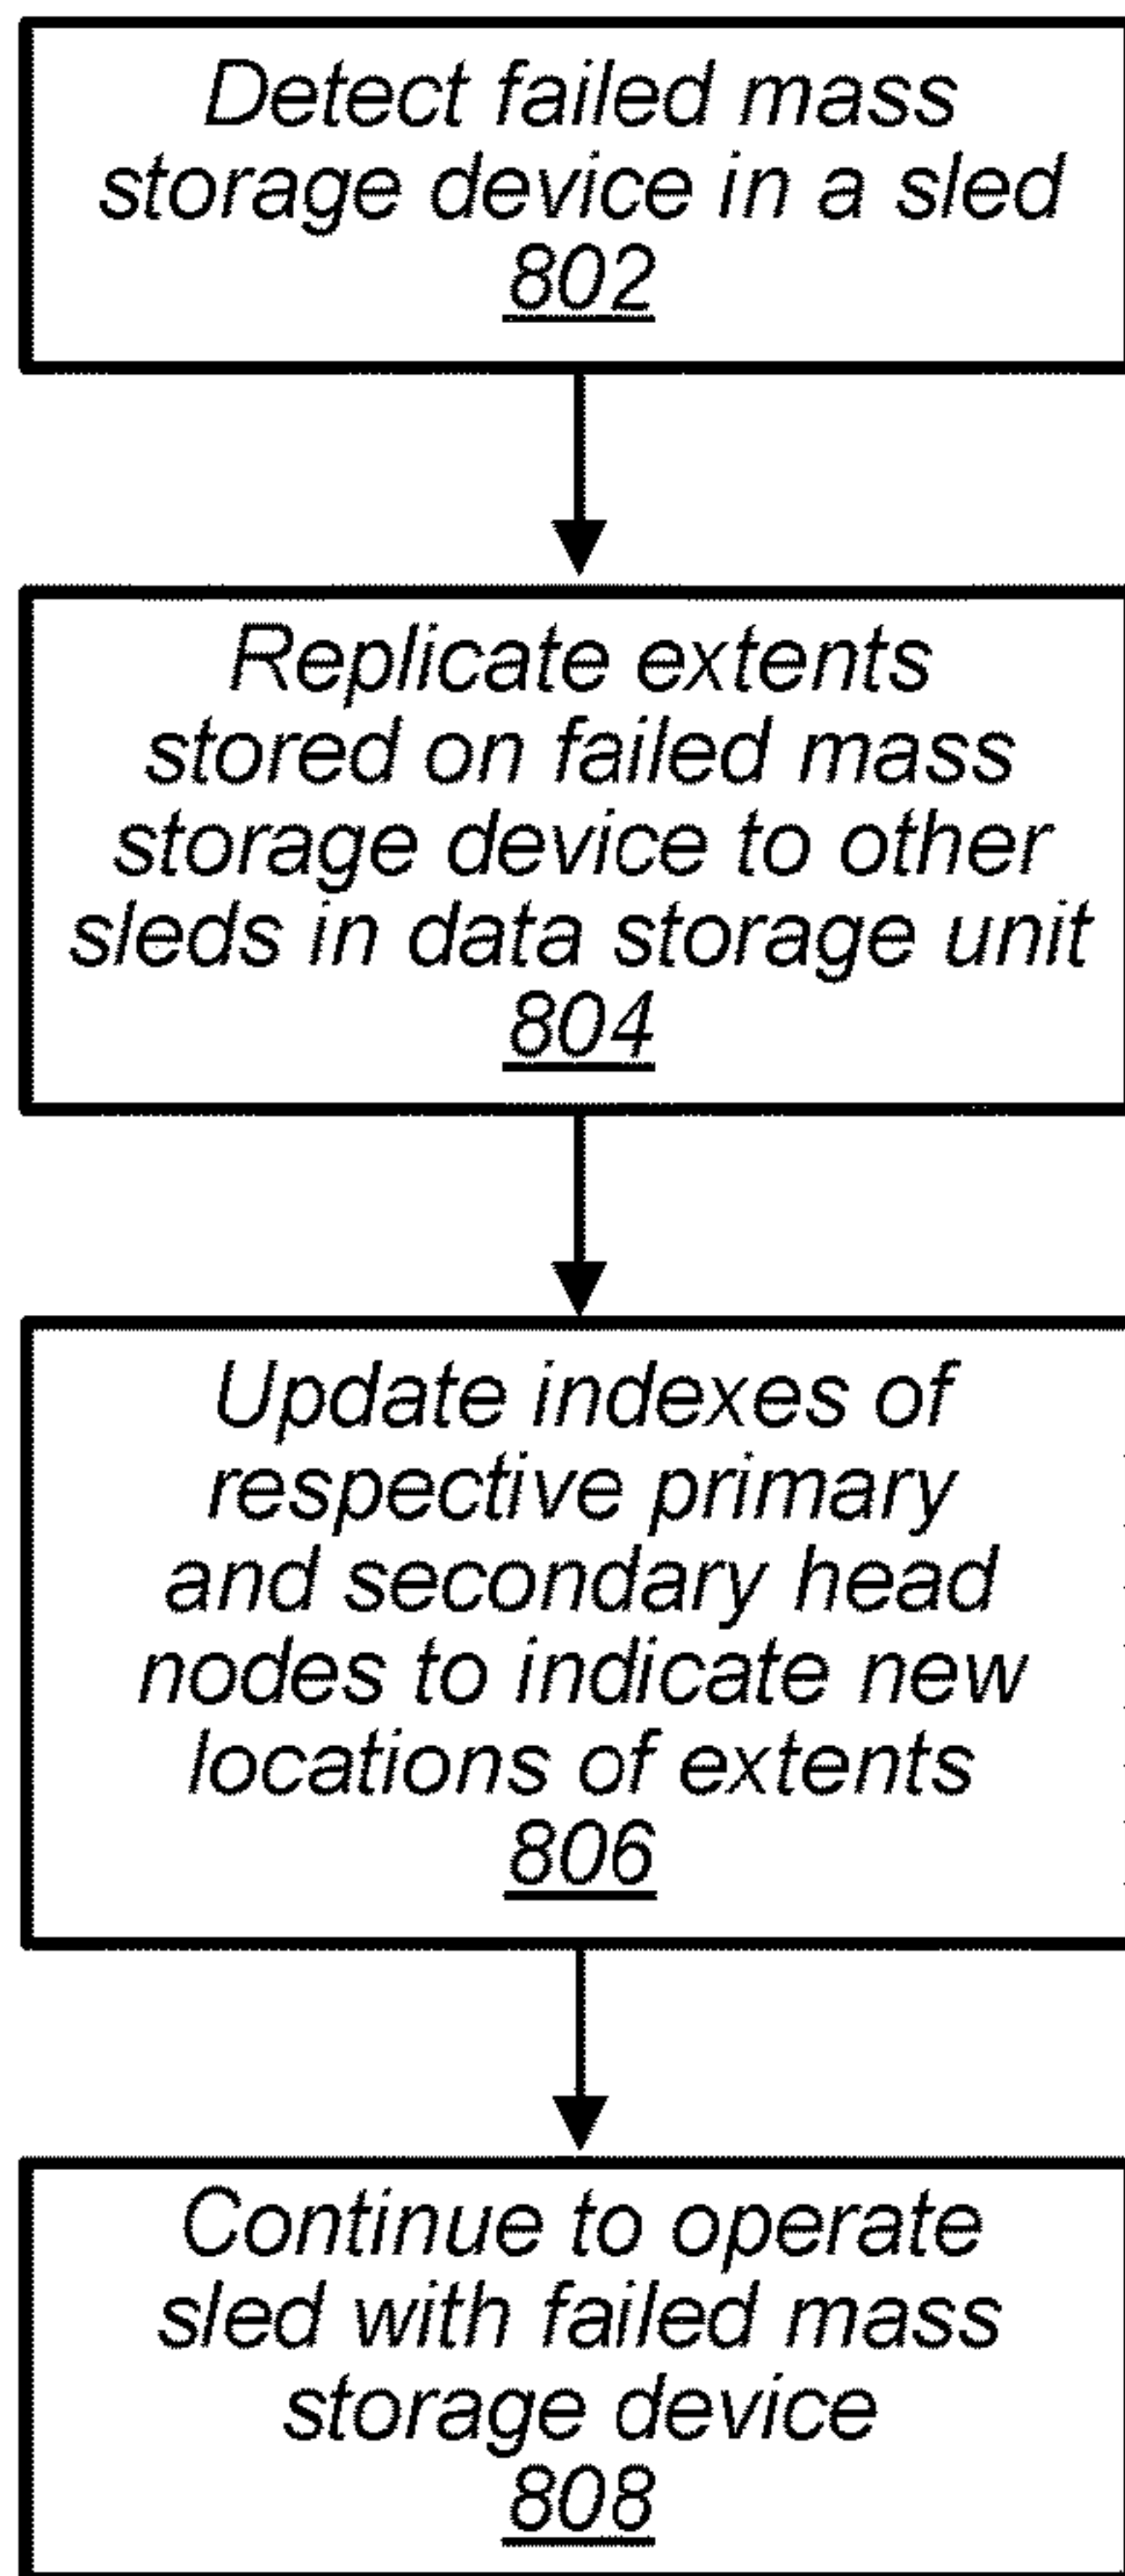 Detect failed mass
storage device in a sled
802
Replicate extents
stored on failed mass
storage device to other
sleds in data storage unit
804
Update indexes of
respective primary
and secondary head
nodes to indicate new
locations of extents
806
Continue to operate
sled with failed mass
storage device
808